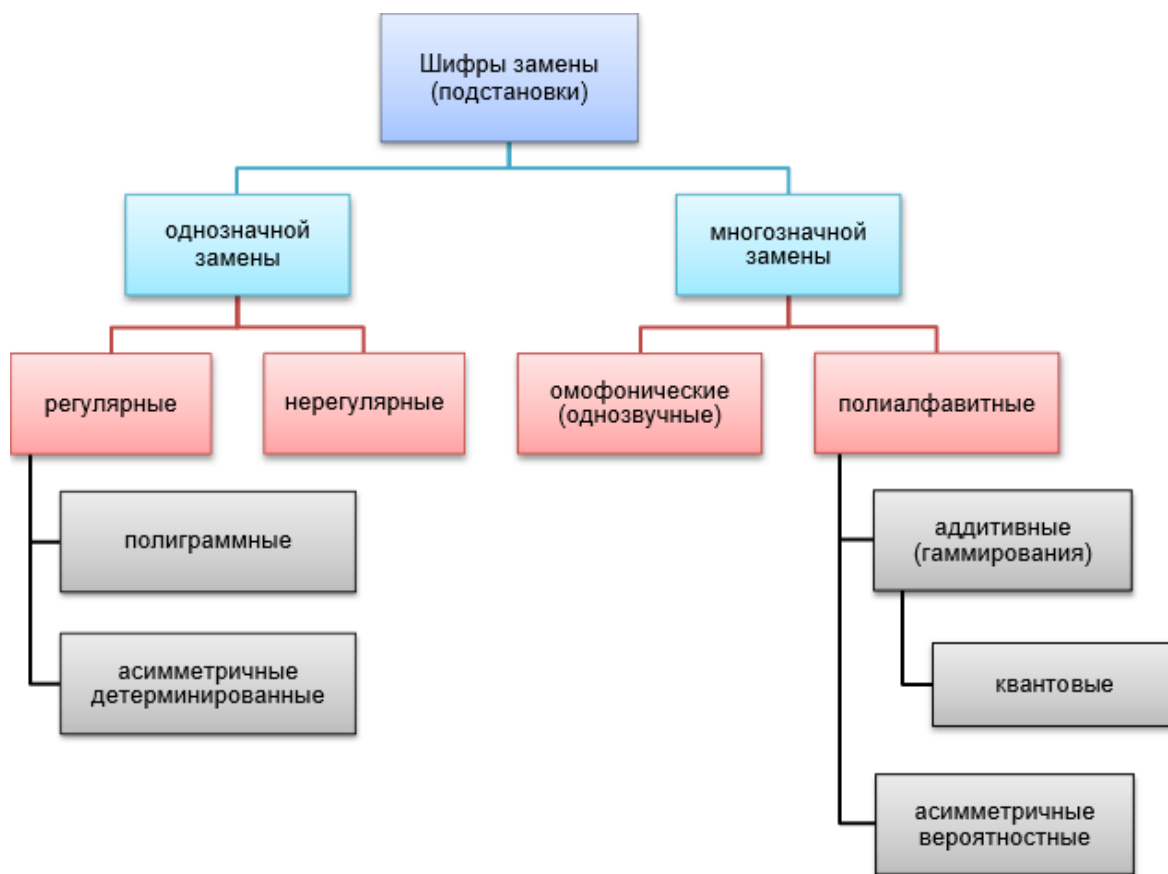 Шифры замены
(подстановки)
однозначной
замены
многозначной
замены
регулярные
нерегулярные
омофонические
(однозвучные)
полиалфавитные
полиграммные
аддитивные
(гаммирования)
асимметричные
детерминированные
квантовые
асимметричные
вероятностные